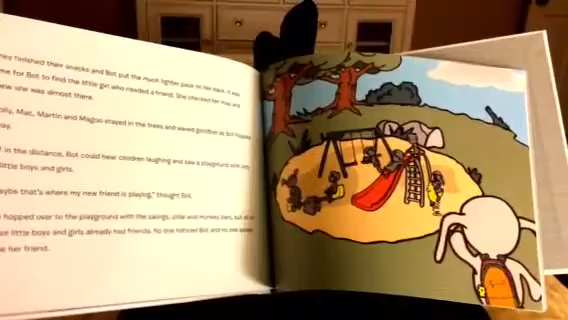 hey finished their snacks and Bot put the much lighter pack on her back. It was
me for Bot to find the little girl who needed a friend. She checked her map and
new she was almost there.
olly, Mac, Martin and Magoo stayed in the trees and waved goodbye as Bot hopped
ay.
in the distance, Bot could hear children laughing and saw a playground with
little boys and girls.
aybe that's where my new friend is playing," thought Bot.
hopped over to the playground with the swings, slide and monkey bars, but all
se little boys and girls already had friends. No one noticed Bot and no one
e her friend.